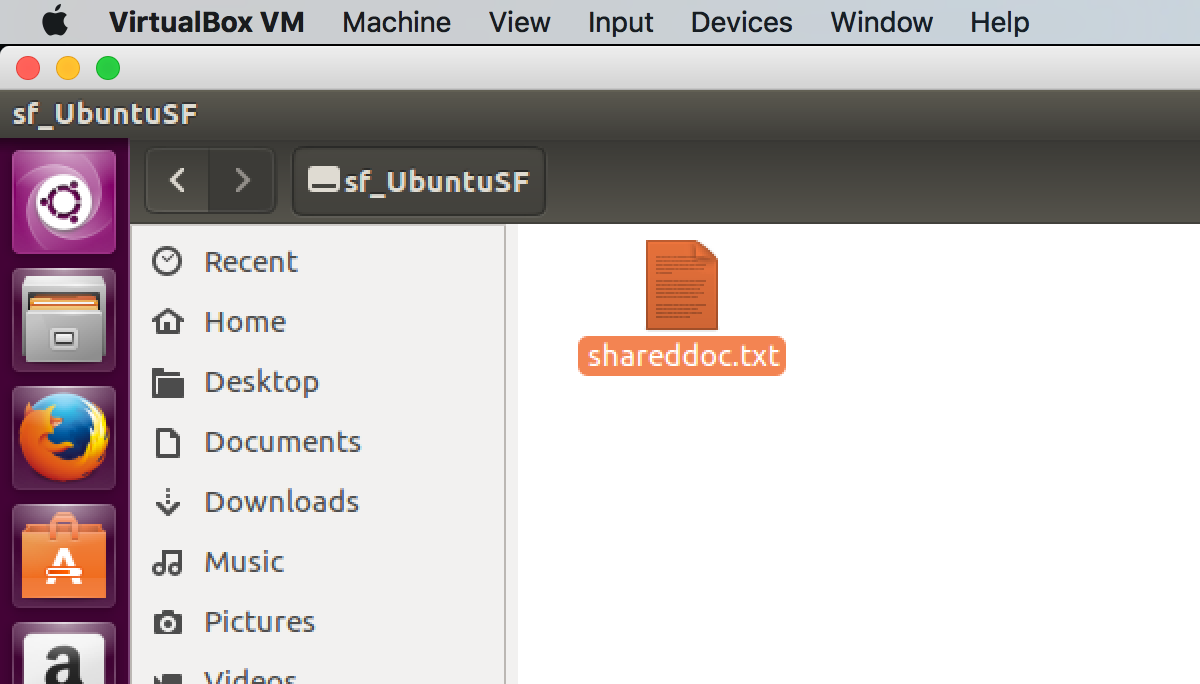 VirtualBox VM Machine View Input Devices Window Help
sf_UbuntuSF
sf_UbuntuSF
Recent
shareddoc.txt
Home
Desktop
Documents
Downloads
Music
Pictures
Videos